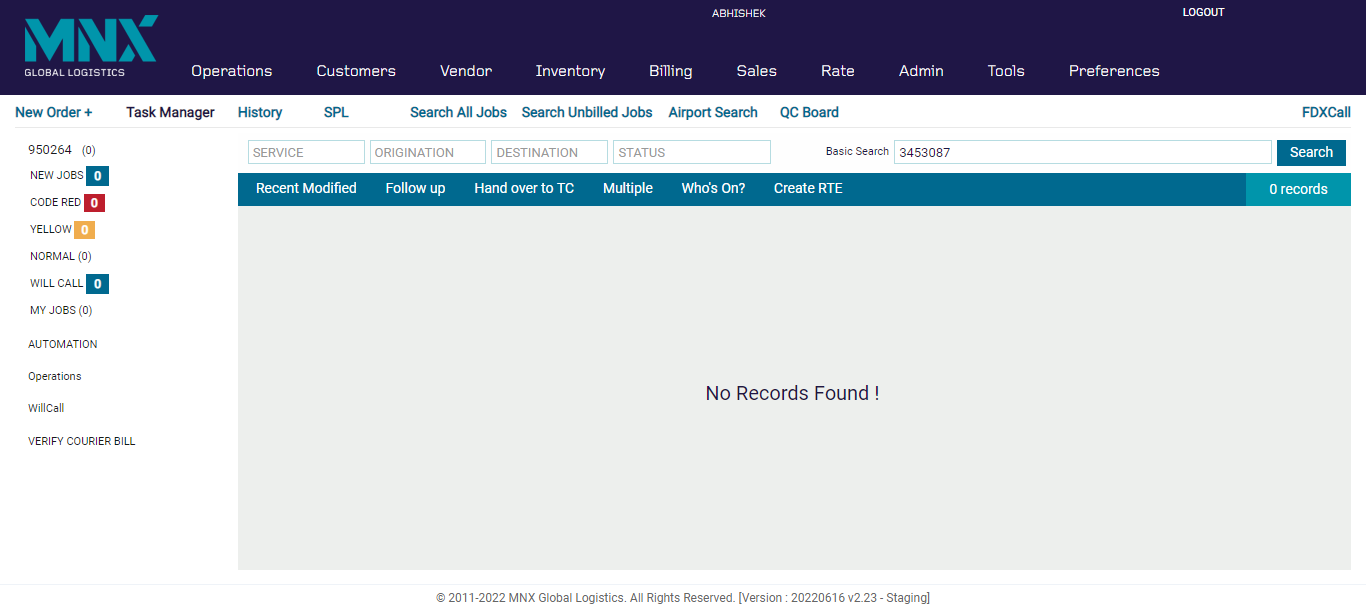 ABHISHEK
LOGOUT
MNX
GLOBAL LOGISTICS
Operations Customers Vendor Inventory Billing Sales Rate Admin Tools Preferences
New Order + Task Manager History SPL Search All Jobs Search Unbilled Jobs Airport Search QC Board FDXCall
950264 (0)
SERVICE ORIGINATION DESTINATION STATUS Basic Search 3453087 Search
NEW JOBS 0
Recent Modified Follow up Hand over to TC Multiple Who's On? Create RTE 0 records
CODE RED 0
YELLOW 0
NORMAL (0)
WILL CALL 0
MY JOBS (0)
AUTOMATION
Operations
WillCall
VERIFY COURIER BILL
No Records Found !
© 2011-2022 MNX Global Logistics. All Rights Reserved. [Version : 20220616 v2.23 - Staging]